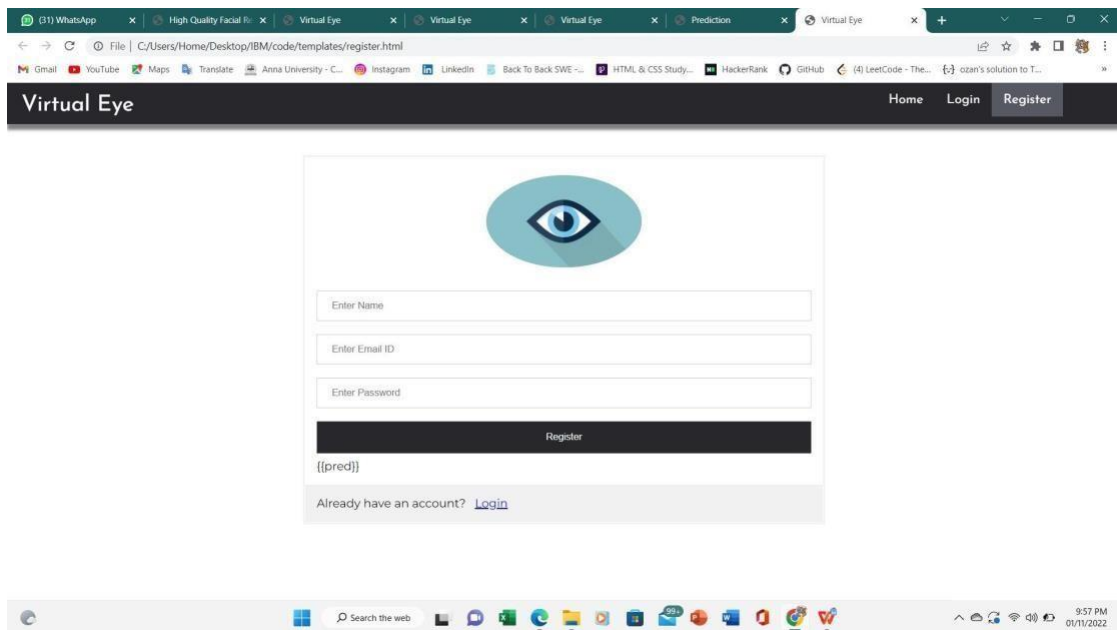 (31) WhatsApp
High Quality Facial Re
Virtual Eye
Virtual Eye
Virtual Eye
Prediction
Virtual Eye
File | C:/Users/Home/Desktop/IBM/code/templates/register.html
Gmail YouTube Maps Translate Anna University - C... Instagram LinkedIn Back To Back SWE -... HTML & CSS Study... HackerRank GitHub (4) LeetCode - The... ozan's solution to T... »
Virtual Eye Home Login Register
Enter Name
Enter Email ID
Enter Password
Register
{{pred}}
Already have an account? Login
Search the web 99+ 9:57 PM
01/11/2022